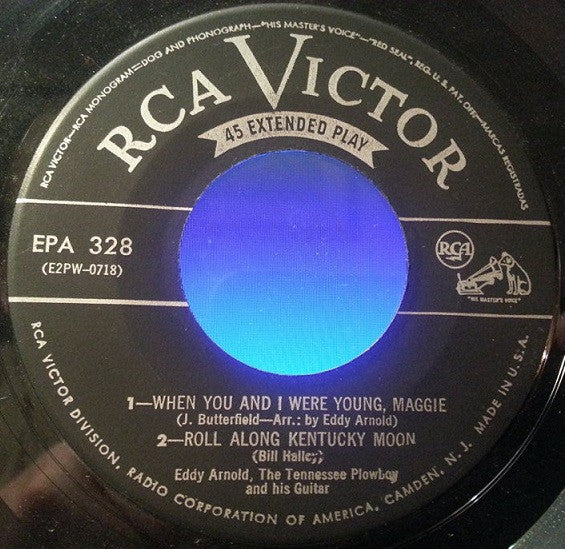 RCA VICTOR—RCA MONOGRAM—DOG AND PHONOGRAPH—"HIS MASTER'S VOICE"—"RED SEAL", REG. U. S. PAT. OFF.—MARCAS REGISTRADAS
RCA VICTOR
45 EXTENDED PLAY
EPA 328
(E2PW-0718)
RCA
"HIS MASTER'S VOICE"
1—WHEN YOU AND I WERE YOUNG, MAGGIE
(J. Butterfield—Arr.: by Eddy Arnold)
2—ROLL ALONG KENTUCKY MOON
(Bill Halley)
Eddy Arnold, The Tennessee Plowboy
and his Guitar
RCA VICTOR DIVISION, RADIO CORPORATION OF AMERICA, CAMDEN, N. J. MADE IN U.S.A.